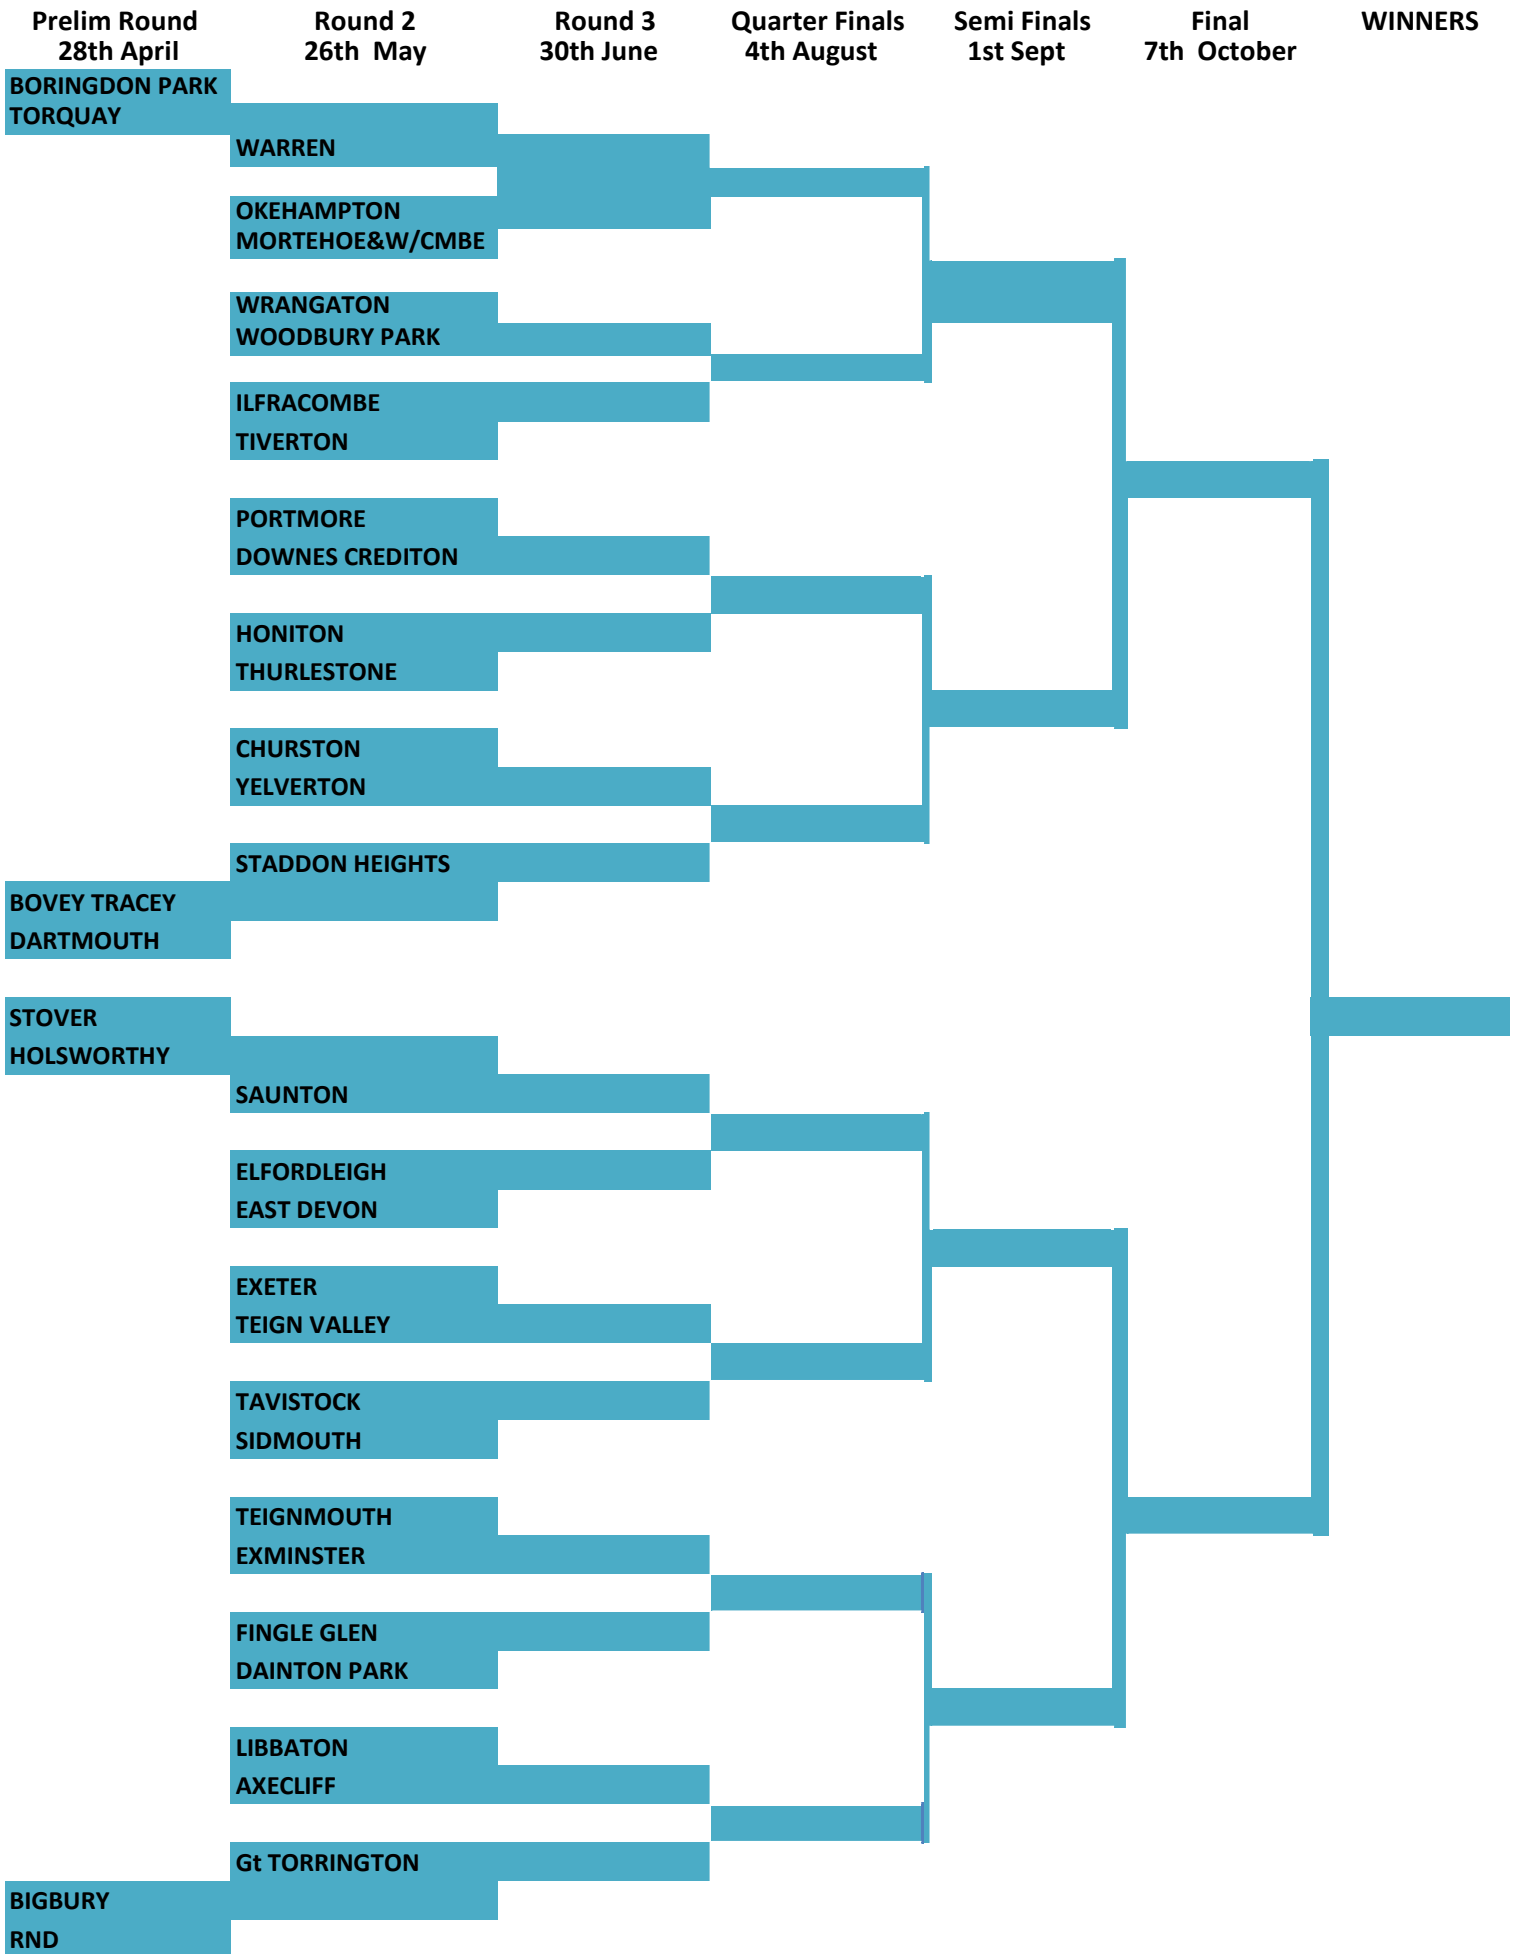 Prelim Round
28th April
Round 2
26th  May
Round 3
30th June
Quarter Finals
4th August
Semi Finals
1st Sept
Final
7th  October
WINNERS
BORINGDON PARK
TORQUAY
WARREN
OKEHAMPTON
MORTEHOE&W/CMBE
WRANGATON
WOODBURY PARK
ILFRACOMBE
TIVERTON
PORTMORE
DOWNES CREDITON
HONITON
THURLESTONE
CHURSTON
YELVERTON
STADDON HEIGHTS
BOVEY TRACEY
DARTMOUTH
STOVER
HOLSWORTHY
SAUNTON
ELFORDLEIGH
EAST DEVON
EXETER
TEIGN VALLEY
TAVISTOCK
SIDMOUTH
TEIGNMOUTH
EXMINSTER
FINGLE GLEN
DAINTON PARK
LIBBATON
AXECLIFF
Gt TORRINGTON
BIGBURY
RND